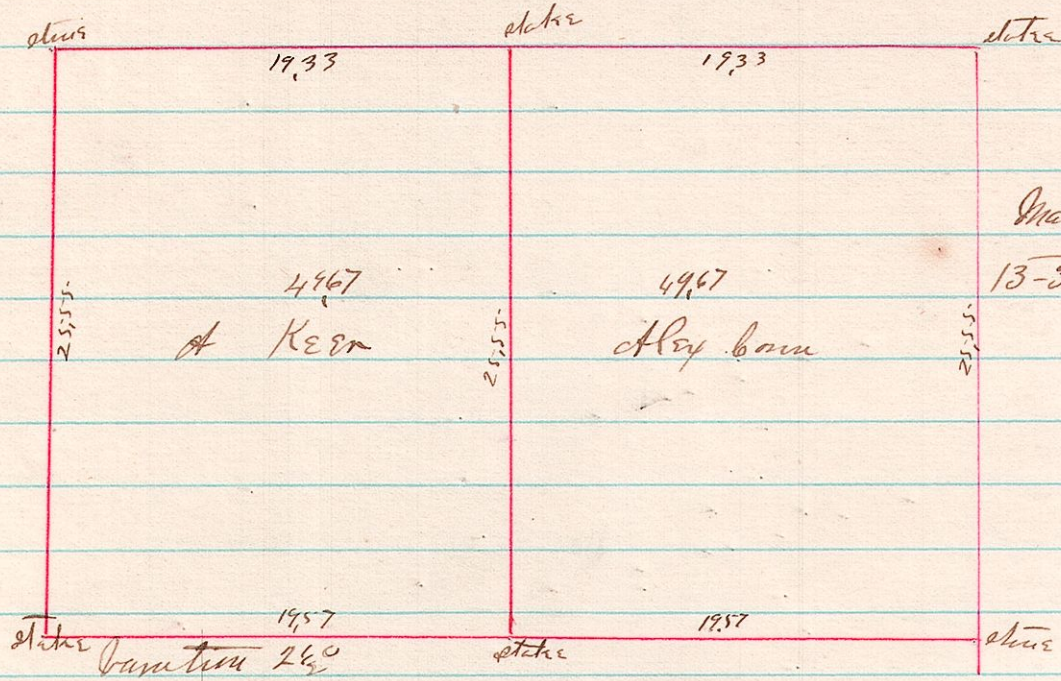 stone stake stake
19,33 19,33
Ma
49,67 49,67 13-3
25,55 A Keen 25,55 Alex Conn 25,55
19,57 19,57
stake stake stone
Variation 2½°